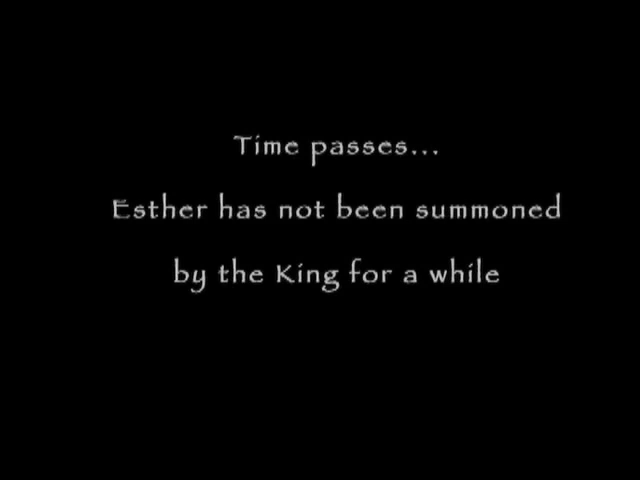 Time passes...
Esther has not been summoned
by the King for a while